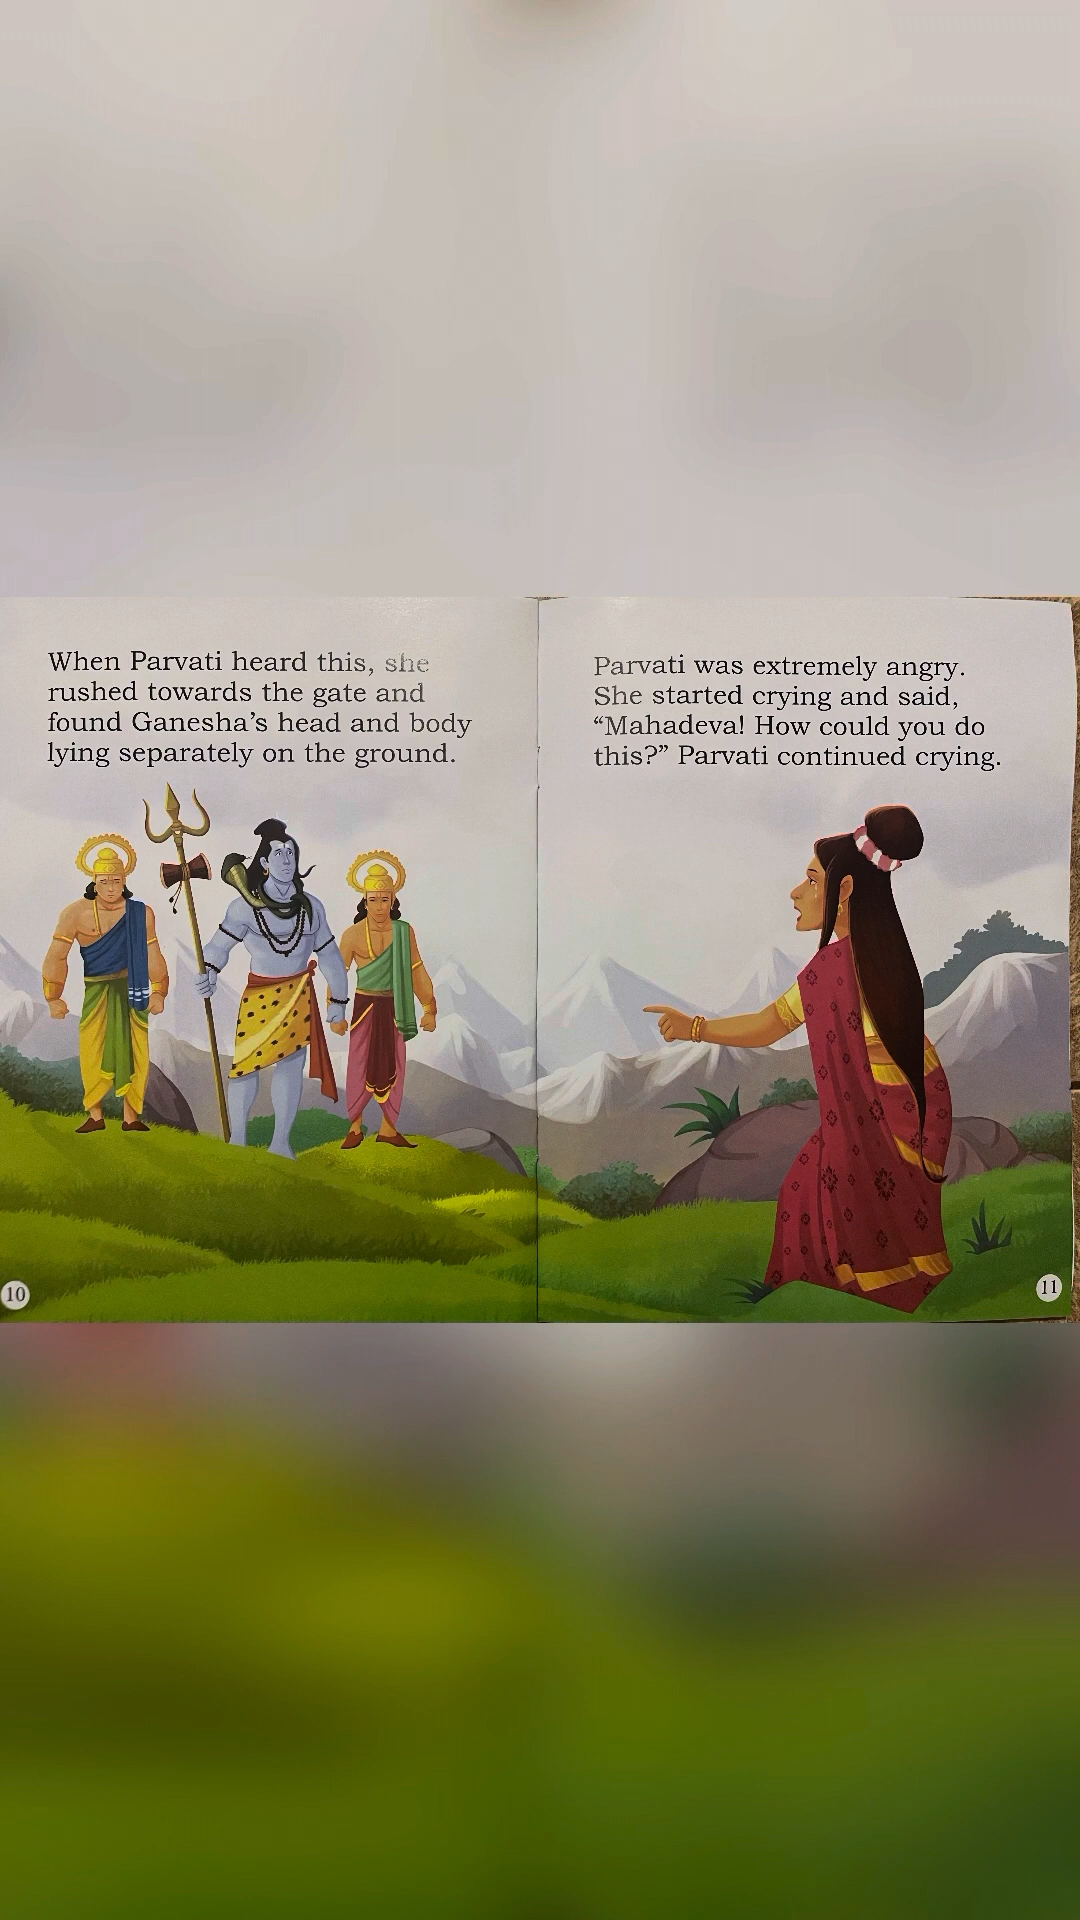 When Parvati heard this, she
rushed towards the gate and
found Ganesha's head and body
lying separately on the ground.
10
Parvati was extremely angry.
She started crying and said,
“Mahadeva! How could you do
this?” Parvati continued crying.
11